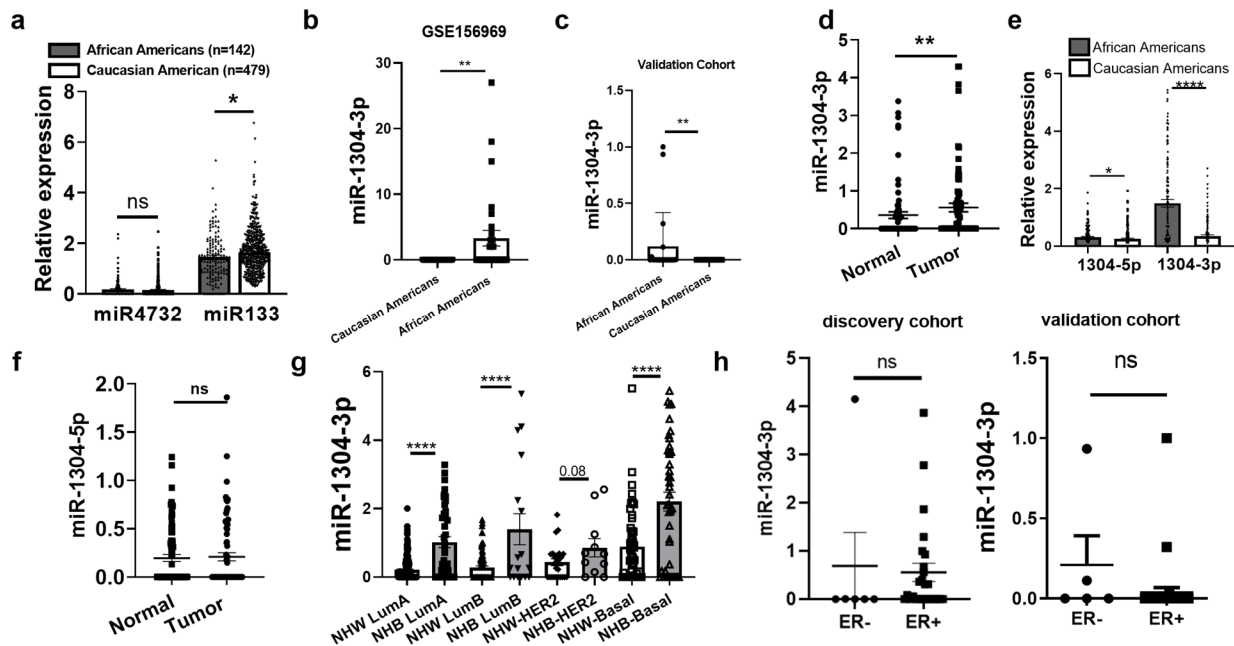 a
African Americans (n=142)
Caucasian American (n=479)
Relative expression
8
6
4
2
0
ns
*
miR4732
miR133
b
GSE156969
miR-1304-3p
30
20
10
0
**
Caucasian Americans
African Americans
c
Validation Cohort
miR-1304-3p
1.5
1.0
0.5
0.0
**
African Americans
Caucasian Americans
d
miR-1304-3p
5
4
3
2
1
0
**
Normal
Tumor
e
African Americans
Caucasian Americans
Relative expression
6
4
2
0
*
****
1304-5p
1304-3p
f
miR-1304-5p
2.0
1.5
1.0
0.5
0.0
ns
Normal
Tumor
g
miR-1304-3p
6
4
2
0
****
****
0.08
****
NHW LumA
NHB LumA
NHW LumB
NHB LumB
NHW-HER2
NHB-HER2
NHW-Basal
NHB-Basal
h
discovery cohort
miR-1304-3p
5
4
3
2
1
0
ns
ER-
ER+
validation cohort
miR-1304-3p
1.5
1.0
0.5
0.0
ns
ER-
ER+